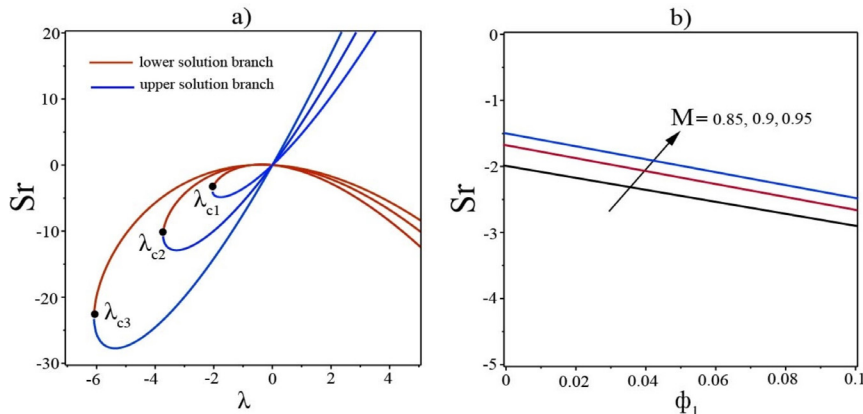 a)
20
10
0
-10
-20
-30
Sr
lower solution branch
upper solution branch
λc1
λc2
λc3
-6
-4
-2
0
2
4
λ
b)
0
-1
-2
-3
-4
-5
Sr
M= 0.85, 0.9, 0.95
0
0.02
0.04
0.06
0.08
0.1
ϕ1